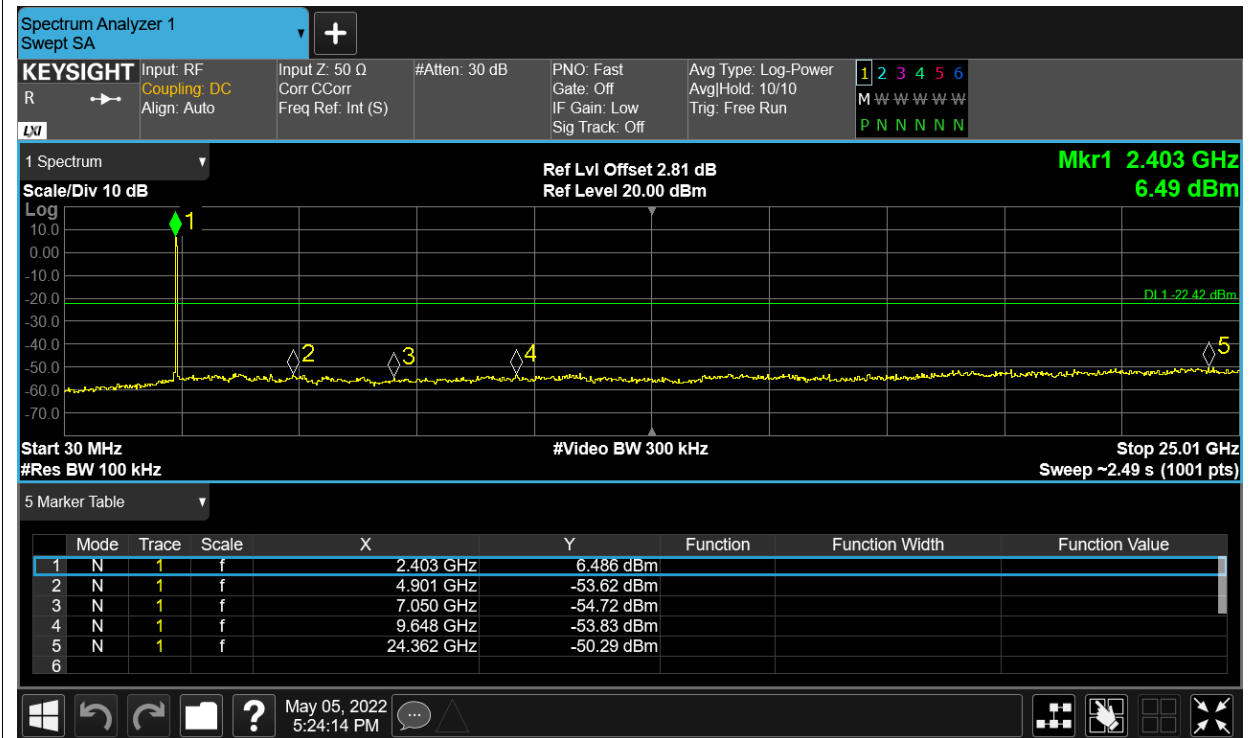 Spectrum Analyzer 1
Swept SA
KEYSIGHT Input: RF Input Z: 50 Ω #Atten: 30 dB PNO: Fast Avg Type: Log-Power 1 2 3 4 5 6
R Coupling: DC Corr CCorr Gate: Off Avg|Hold: 10/10 M W W W W W
Align: Auto Freq Ref: Int (S) IF Gain: Low Trig: Free Run
LXI Sig Track: Off P N N N N N
1 Spectrum Ref Lvl Offset 2.81 dB Mkr1 2.403 GHz
Scale/Div 10 dB Ref Level 20.00 dBm 6.49 dBm
Log
1
10.0
0.00
-10.0
-20.0 DL1 -22.42 dBm
-30.0
-40.0
2 3 4 5
-50.0
-60.0
-70.0
Start 30 MHz #Video BW 300 kHz Stop 25.01 GHz
#Res BW 100 kHz Sweep ~2.49 s (1001 pts)
5 Marker Table
Mode Trace Scale X Y Function Function Width Function Value
1 N 1 f 2.403 GHz 6.486 dBm
2 N 1 f 4.901 GHz -53.62 dBm
3 N 1 f 7.050 GHz -54.72 dBm
4 N 1 f 9.648 GHz -53.83 dBm
5 N 1 f 24.362 GHz -50.29 dBm
6
? May 05, 2022
5:24:14 PM